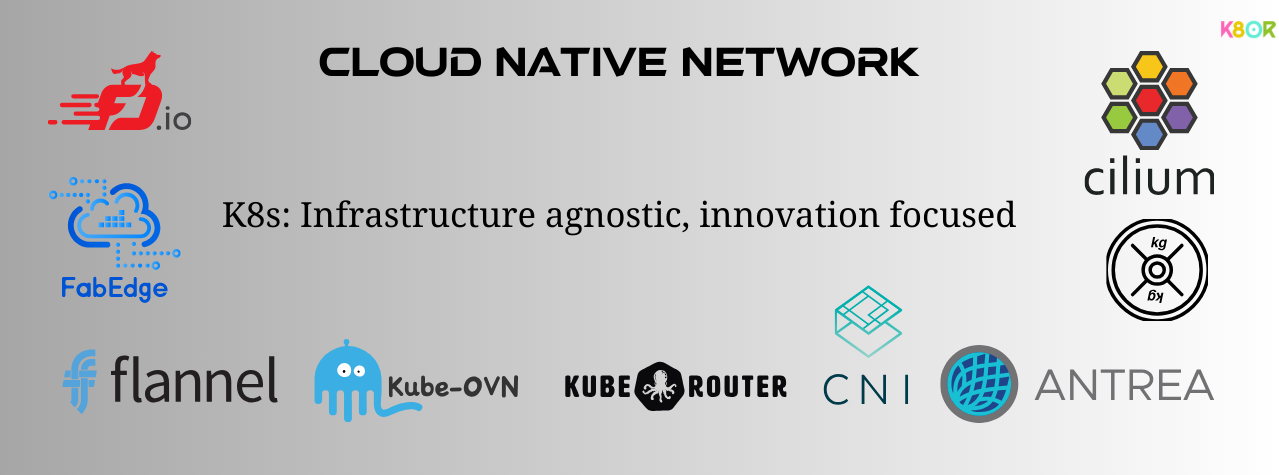 K8OR
CLOUD NATIVE NETWORK
FD.io
cilium
K8s: Infrastructure agnostic, innovation focused
FabEdge
kg
kg
flannel
Kube-OVN
KUBE ROUTER
CNI
ANTREA